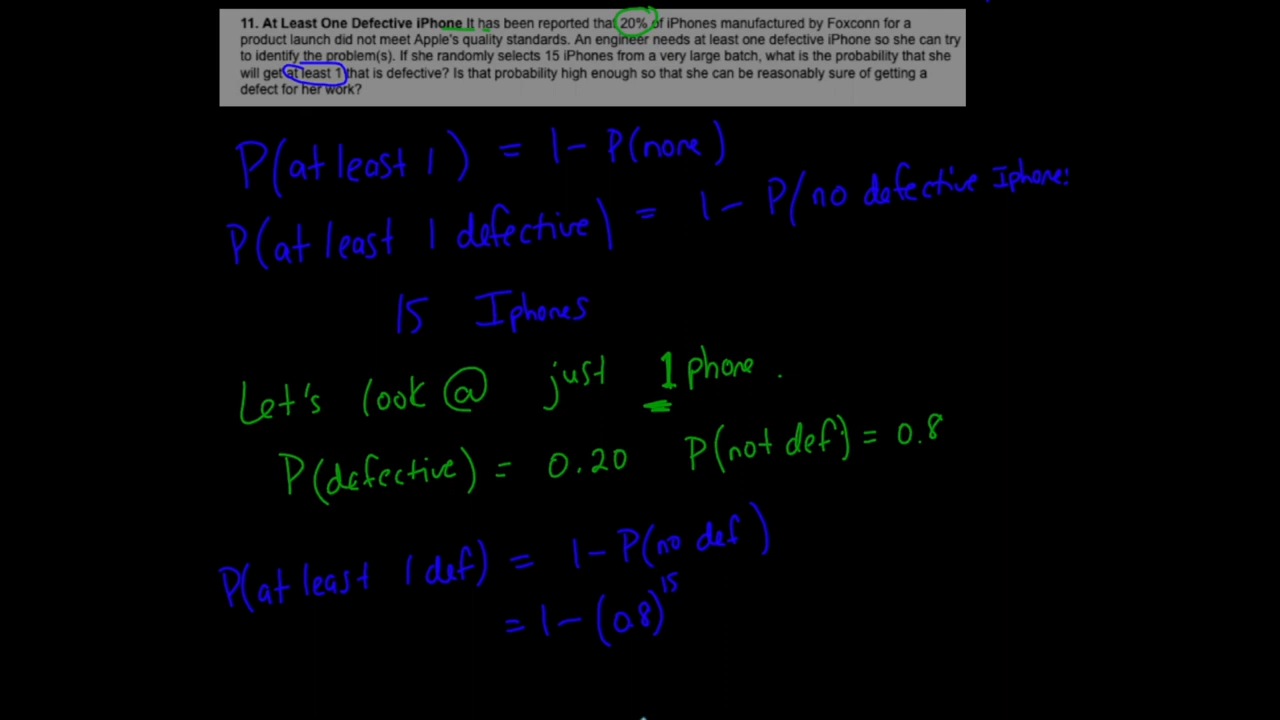 11. At Least One Defective iPhone It has been reported that 20% of iPhones manufactured by Foxconn for a
product launch did not meet Apple's quality standards. An engineer needs at least one defective iPhone so she can try
to identify the problem(s). If she randomly selects 15 iPhones from a very large batch, what is the probability that she
will get at least 1 that is defective? Is that probability high enough so that she can be reasonably sure of getting a
defect for her work?
P(at least 1) = 1 - P(none)
P(at least 1 defective) = 1 - P(no defective Iphone:
15 Iphones
Let's look @ just 1 phone.
P(defective) = 0.20 P(not def) = 0.8
P(at least 1 def) = 1 - P(no def)
= 1 - (0.8)^15